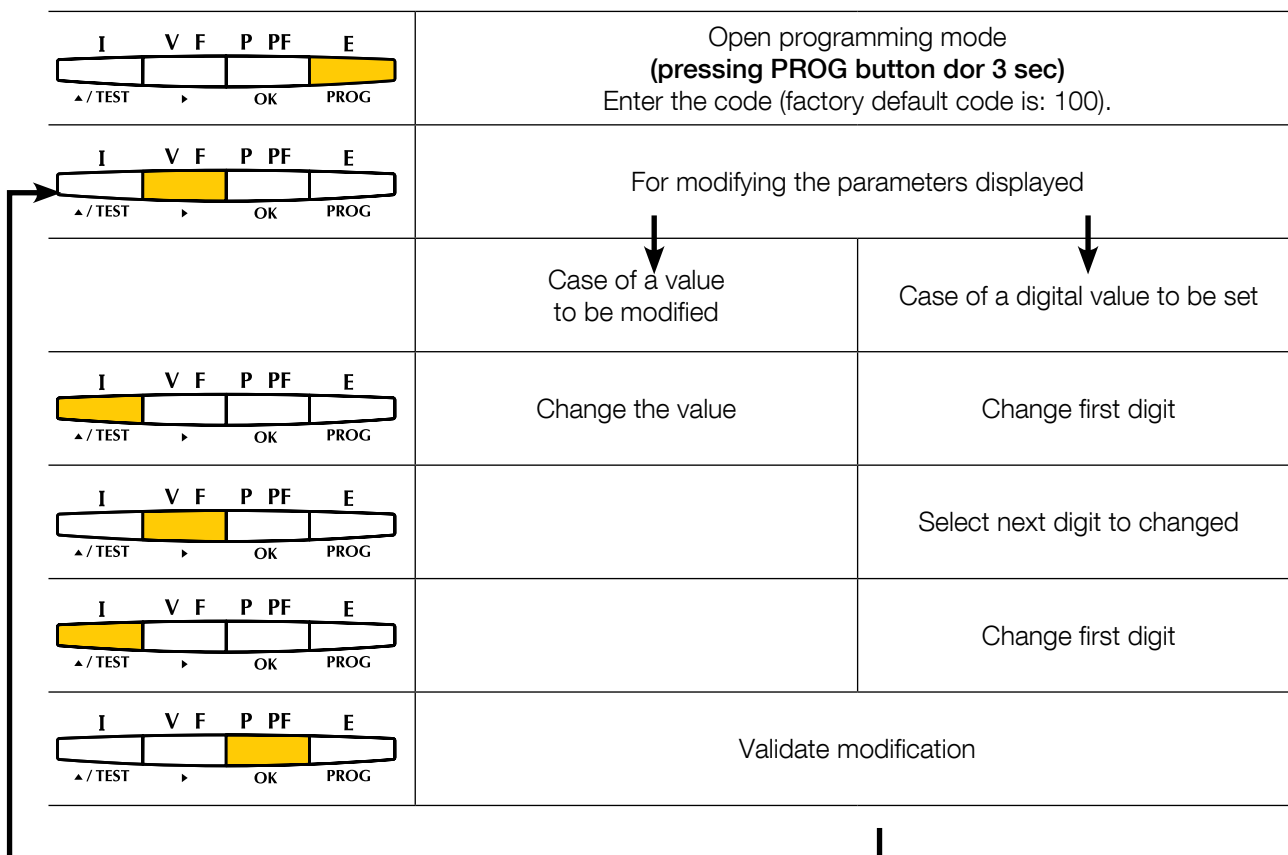 I V F P PF E
▲ / TEST ▶ OK PROG
Open programming mode
(pressing PROG button dor 3 sec)
Enter the code (factory default code is: 100).
I V F P PF E
▲ / TEST ▶ OK PROG
For modifying the parameters displayed
Case of a value
to be modified
Case of a digital value to be set
I V F P PF E
▲ / TEST ▶ OK PROG
Change the value
Change first digit
I V F P PF E
▲ / TEST ▶ OK PROG
Select next digit to changed
I V F P PF E
▲ / TEST ▶ OK PROG
Change first digit
I V F P PF E
▲ / TEST ▶ OK PROG
Validate modification